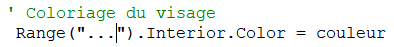 ' Coloriage du visage
Range("...").Interior.Color = couleur